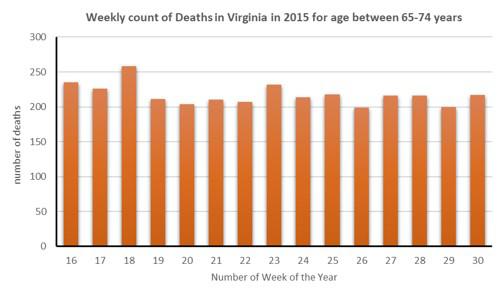 Weekly count of Deaths in Virginia in 2015 for age between 65-74 years
300
250
200
150
100
50
0
number of deaths
16 17 18 19 20 21 22 23 24 25 26 27 28 29 30
Number of Week of the Year